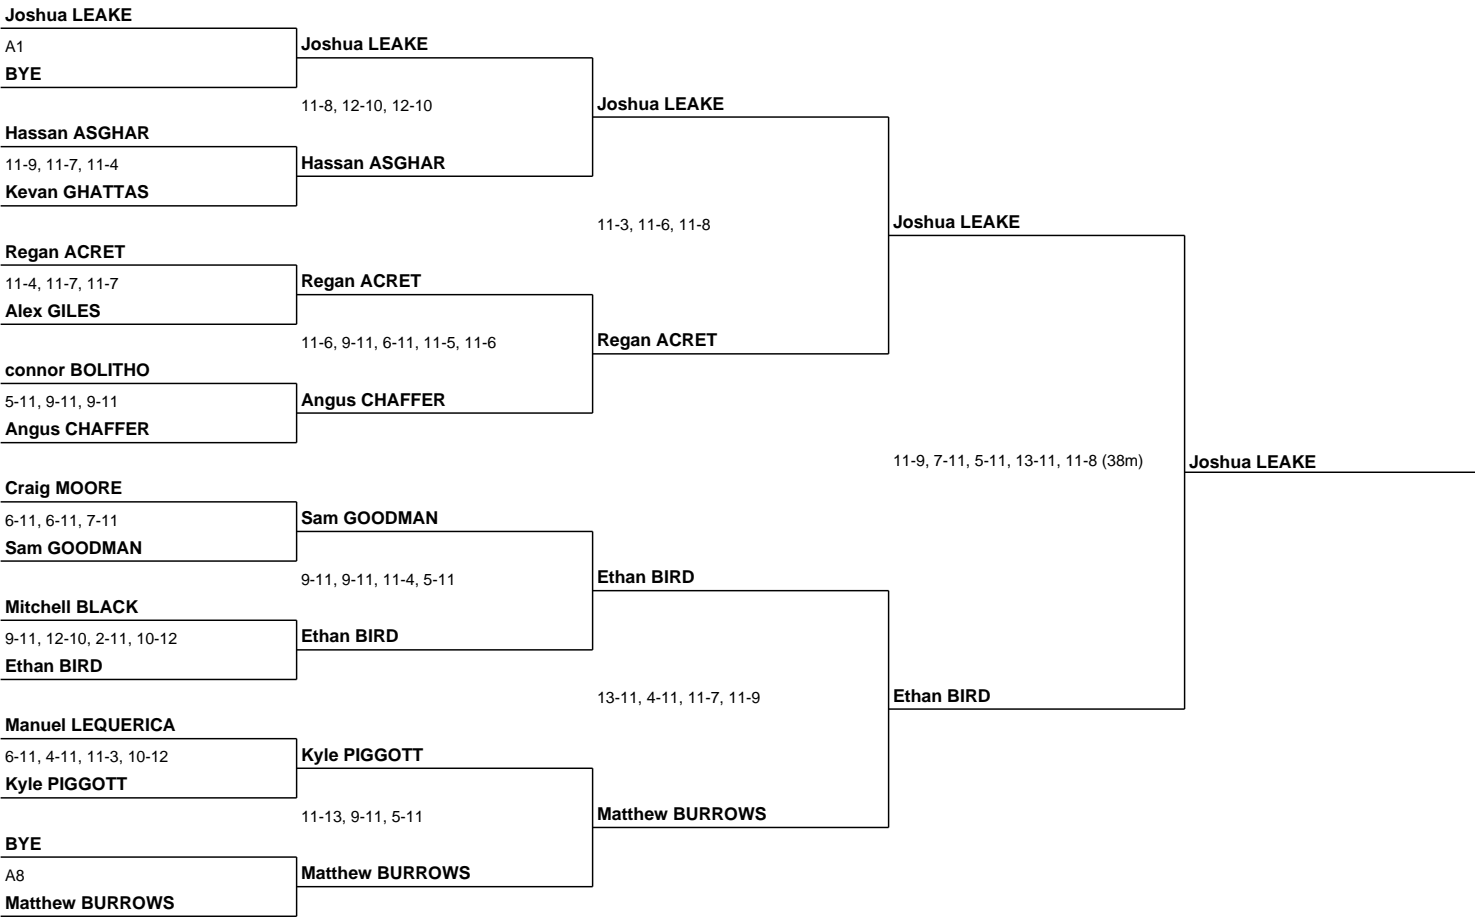 Joshua LEAKE
A1
BYE
Hassan ASGHAR
11-9, 11-7, 11-4
Kevan GHATTAS
Regan ACRET
11-4, 11-7, 11-7
Alex GILES
connor BOLITHO
5-11, 9-11, 9-11
Angus CHAFFER
Craig MOORE
6-11, 6-11, 7-11
Sam GOODMAN
Mitchell BLACK
9-11, 12-10, 2-11, 10-12
Ethan BIRD
Manuel LEQUERICA
6-11, 4-11, 11-3, 10-12
Kyle PIGGOTT
BYE
A8
Matthew BURROWS
Joshua LEAKE
11-8, 12-10, 12-10
Hassan ASGHAR
Regan ACRET
11-6, 9-11, 6-11, 11-5, 11-6
Angus CHAFFER
Sam GOODMAN
9-11, 9-11, 11-4, 5-11
Ethan BIRD
Kyle PIGGOTT
11-13, 9-11, 5-11
Matthew BURROWS
Joshua LEAKE
11-3, 11-6, 11-8
Regan ACRET
Ethan BIRD
13-11, 4-11, 11-7, 11-9
Matthew BURROWS
Joshua LEAKE
11-9, 7-11, 5-11, 13-11, 11-8 (38m)
Ethan BIRD
Joshua LEAKE